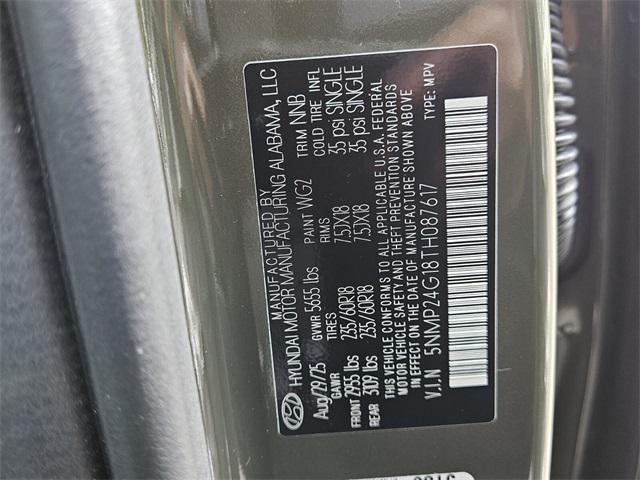 MANUFACTURED BY
HYUNDAI MOTOR MANUFACTURING ALABAMA, LLC
Aug/29/25 GVWR 5655 lbs PAINT WG2 TRIM NNB
GAWR TIRES RIMS COLD TIRE INFL
FRONT 2955 lbs 235/60R18 7.5JX18 35 psi SINGLE
REAR 3109 lbs 235/60R18 7.5JX18 35 psi SINGLE
THIS VEHICLE CONFORMS TO ALL APPLICABLE U.S.A. FEDERAL
MOTOR VEHICLE SAFETY AND THEFT PREVENTION STANDARDS
IN EFFECT ON THE DATE OF MANUFACTURE SHOWN ABOVE
V.I.N 5NMP24G18TH087617 TYPE: MPV